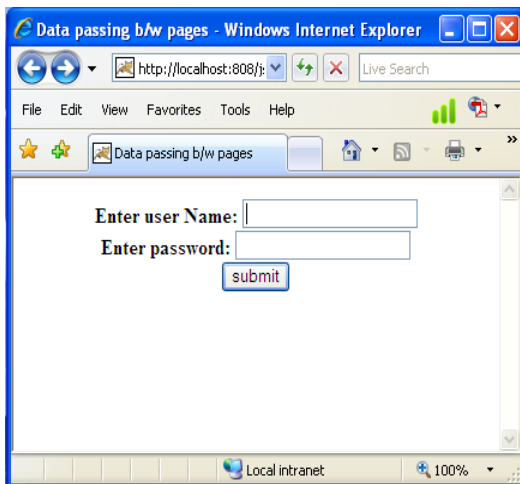 Data passing b/w pages - Windows Internet Explorer
http://localhost:808/j
Live Search
File Edit View Favorites Tools Help
Data passing b/w pages
»
Enter user Name:
Enter password:
submit
Local intranet 100%